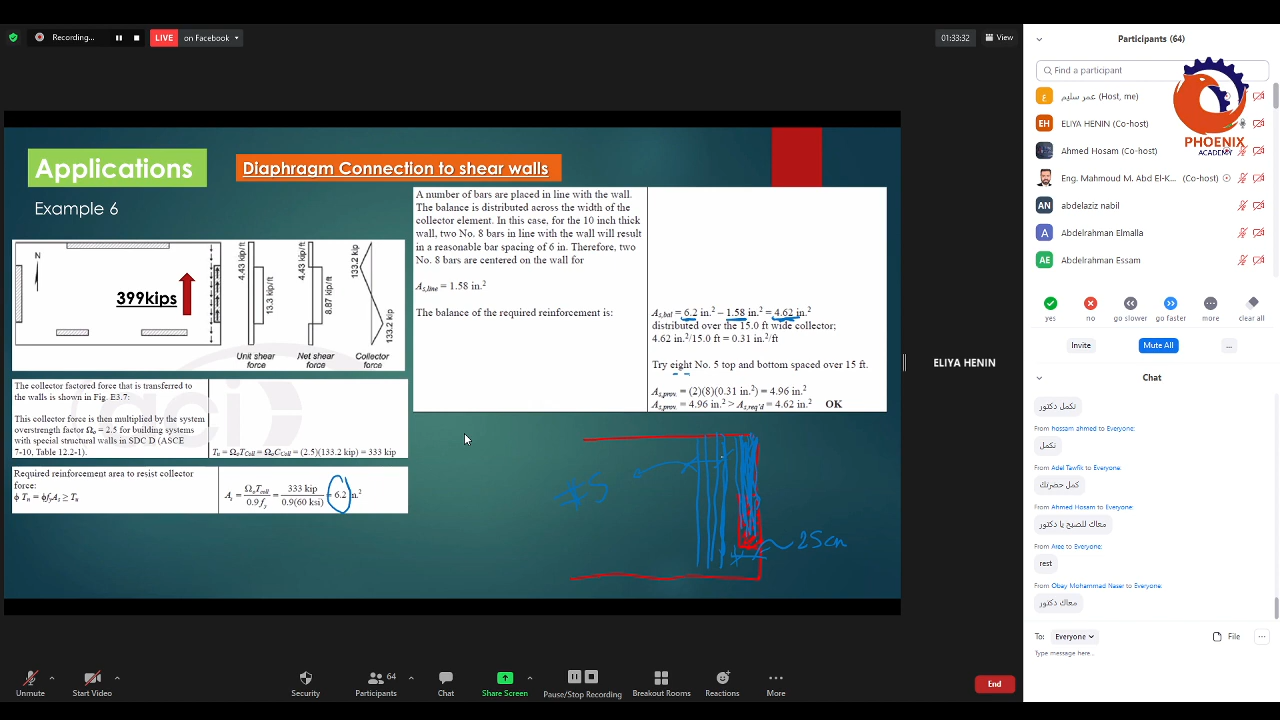 Recording...
LIVE
on Facebook
01:33:32
View
Applications
Diaphragm Connection to shear walls
Example 6
N
399kips
4.43 kip/ft
13.3 kip/ft
4.43 kip/ft
8.87 kip/ft
133.2 kip
133.2 kip
Unit shear force
Net shear force
Collector force
The collector factored force that is transferred to
the walls is shown in Fig. E3.7:
This collector force is then multiplied by the system
overstrength factor Ωo = 2.5 for building systems
with special structural walls in SDC D (ASCE
7-10, Table 12.2-1).
Tu = ΩoTColl = ΩoCColl = (2.5)(133.2 kip) = 333 kip
Required reinforcement area to resist collector
force:
ϕ Tn = ϕfyAs ≥ Tu
As = ΩoTcoll / 0.9fy = 333 kip / 0.9(60 ksi) = 6.2 in.²
A number of bars are placed in line with the wall.
The balance is distributed across the width of the
collector element. In this case, for the 10 inch thick
wall, two No. 8 bars in line with the wall will result
in a reasonable bar spacing of 6 in. Therefore, two
No. 8 bars are centered on the wall for
As,line = 1.58 in.²
The balance of the required reinforcement is:
As,bal = 6.2 in.² – 1.58 in.² = 4.62 in.²
distributed over the 15.0 ft wide collector;
4.62 in.²/15.0 ft = 0.31 in.²/ft
Try eight No. 5 top and bottom spaced over 15 ft.
As,prov. = (2)(8)(0.31 in.²) = 4.96 in.²
As,prov. = 4.96 in.² > As,req'd = 4.62 in.² OK
aci
#5
25cm
ELIYA HENIN
Participants (64)
Find a participant
PHOENIX
ACADEMY
ع عمر سليم (Host, me)
EH ELIYA HENIN (Co-host)
Ahmed Hosam (Co-host)
Eng. Mahmoud M. Abd El-K... (Co-host)
AN abdelaziz nabil
A Abdelrahman Elmalla
AE Abdelrahman Essam
yes
no
go slower
go faster
more
clear all
Invite
Mute All
...
Chat
نكمل دكتور
From hossain ahmed to Everyone:
نكمل
From Adel Tawfik to Everyone:
كمل حضرتك
From Ahmed Hosam to Everyone:
معاك للصبح يا دكتور
From Aree to Everyone:
rest
From Obay Mohammad Naser to Everyone:
معاك دكتور
To: Everyone
File
Type message here...
Unmute
Start Video
Security
64
Participants
Chat
Share Screen
Pause/Stop Recording
Breakout Rooms
Reactions
More
End